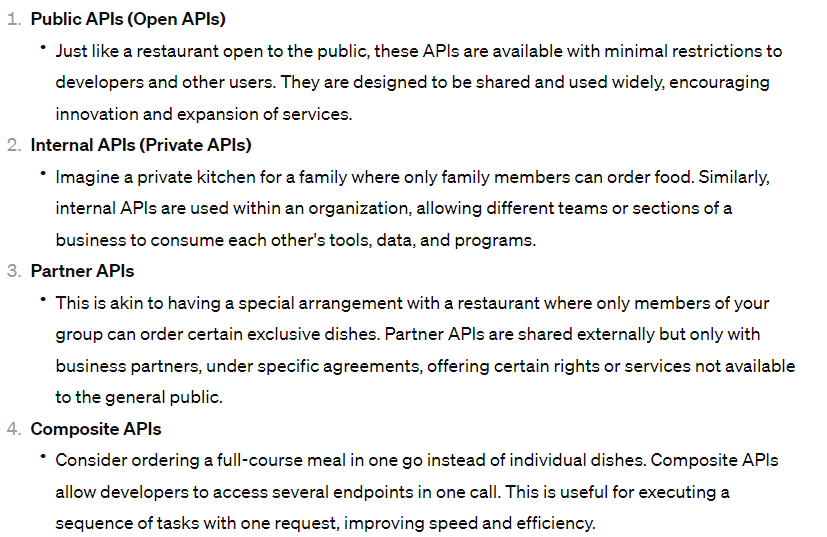 1. Public APIs (Open APIs)
• Just like a restaurant open to the public, these APIs are available with minimal restrictions to
developers and other users. They are designed to be shared and used widely, encouraging
innovation and expansion of services.
2. Internal APIs (Private APIs)
• Imagine a private kitchen for a family where only family members can order food. Similarly,
internal APIs are used within an organization, allowing different teams or sections of a
business to consume each other's tools, data, and programs.
3. Partner APIs
• This is akin to having a special arrangement with a restaurant where only members of your
group can order certain exclusive dishes. Partner APIs are shared externally but only with
business partners, under specific agreements, offering certain rights or services not available
to the general public.
4. Composite APIs
• Consider ordering a full-course meal in one go instead of individual dishes. Composite APIs
allow developers to access several endpoints in one call. This is useful for executing a
sequence of tasks with one request, improving speed and efficiency.